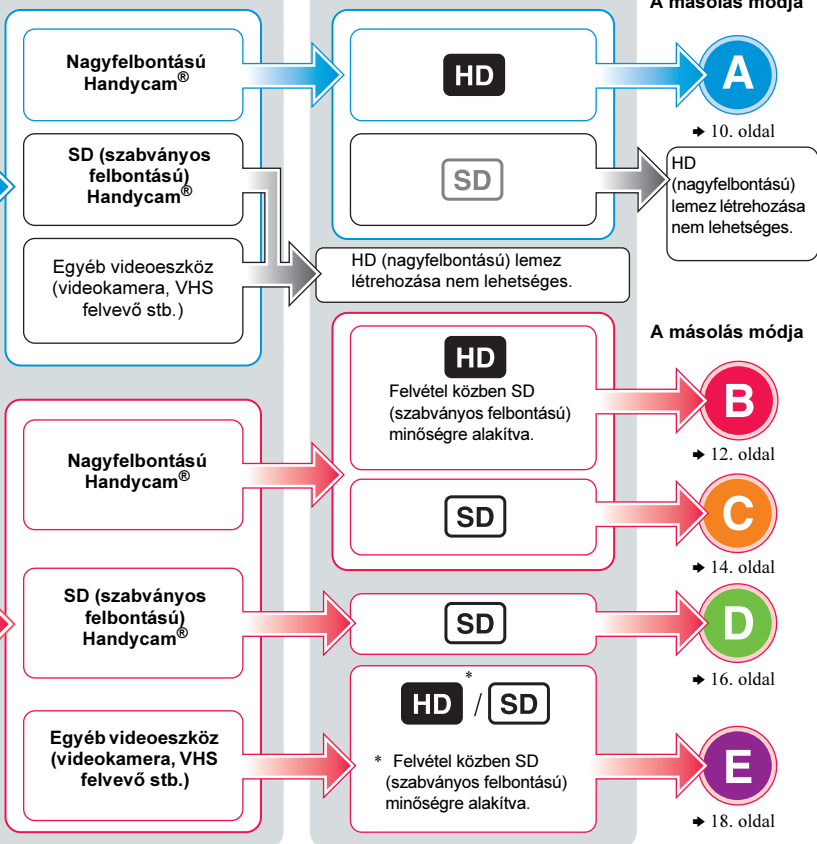 A másolás módja
Nagyfelbontású
Handycam®
HD
A
➔ 10. oldal
SD (szabványos
felbontású)
Handycam®
SD
HD
(nagyfelbontású)
lemez létrehozása
nem lehetséges.
Egyéb videoeszköz
(videokamera, VHS
felvevő stb.)
HD (nagyfelbontású) lemez
létrehozása nem lehetséges.
A másolás módja
Nagyfelbontású
Handycam®
HD
Felvétel közben SD
(szabványos felbontású)
minőségre alakítva.
B
➔ 12. oldal
SD
C
➔ 14. oldal
SD (szabványos
felbontású)
Handycam®
SD
D
➔ 16. oldal
Egyéb videoeszköz
(videokamera, VHS
felvevő stb.)
HD* / SD
* Felvétel közben SD
(szabványos felbontású)
minőségre alakítva.
E
➔ 18. oldal